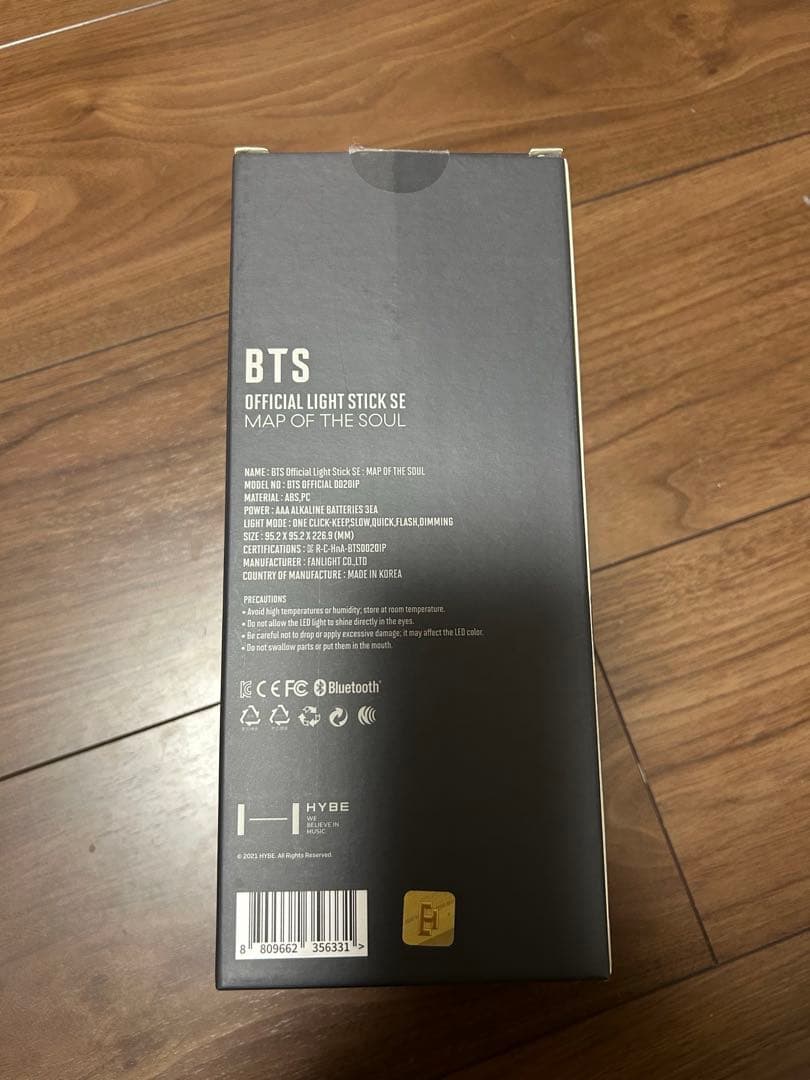 BTS
OFFICIAL LIGHT STICK SE
MAP OF THE SOUL
NAME : BTS Official Light Stick SE : MAP OF THE SOUL
MODEL NO : BTS OFFICIAL 00201P
MATERIAL : ABS,PC
POWER : AAA ALKALINE BATTERIES 3EA
LIGHT MODE : ONE CLICK-KEEP,SLOW,QUICK,FLASH,DIMMING
SIZE : 95.2 X 95.2 X 226.9 (MM)
CERTIFICATIONS : R-C-HnA-BTS00201P
MANUFACTURER : FANLIGHT CO.,LTD
COUNTRY OF MANUFACTURE : MADE IN KOREA
PRECAUTIONS
• Avoid high temperatures or humidity; store at room temperature.
• Do not allow the LED light to shine directly in the eyes.
• Be careful not to drop or apply excessive damage; it may affect the LED color.
• Do not swallow parts or put them in the mouth.
CE FC Bluetooth®
HYBE
WE
BELIEVE IN
MUSIC
© 2021 HYBE. All Rights Reserved.
8 809662 356331 >